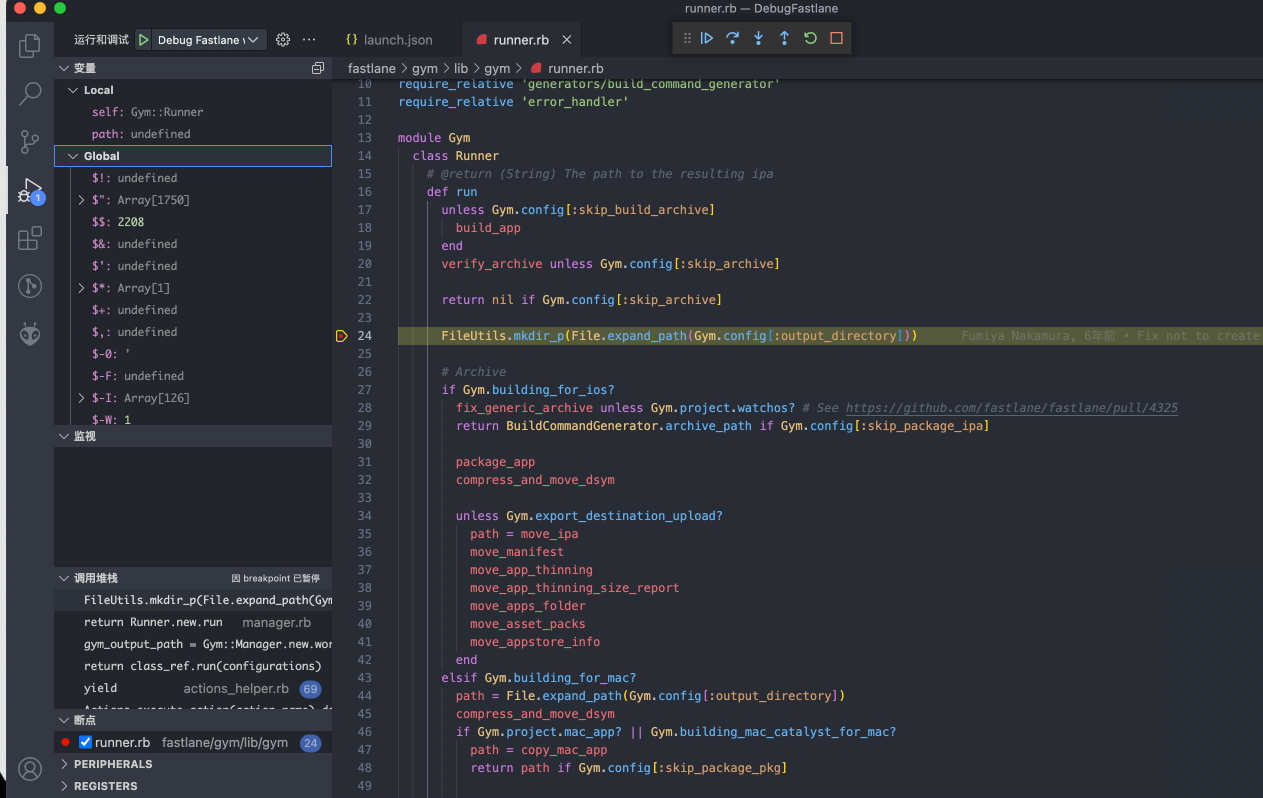 runner.rb — DebugFastlane
运行和调试
Debug Fastlane
launch.json
runner.rb
fastlane > gym > lib > gym > runner.rb
变量
Local
self: Gym::Runner
path: undefined
Global
$!: undefined
$": Array[1750]
$$: 2208
$&: undefined
$': undefined
$*: Array[1]
$+: undefined
$,: undefined
$-0: '
$-F: undefined
$-I: Array[126]
$-W: 1
监视
调用堆栈 因 breakpoint 已暂停
FileUtils.mkdir_p(File.expand_path(Gym
return Runner.new.run manager.rb
gym_output_path = Gym::Manager.new.wor
return class_ref.run(configurations)
yield actions_helper.rb 69
Actions.execute_action(action_name) do
断点
runner.rb fastlane/gym/lib/gym 24
PERIPHERALS
REGISTERS
1
10 require_relative 'generators/build_command_generator'
11 require_relative 'error_handler'
12
13 module Gym
14 class Runner
15 # @return (String) The path to the resulting ipa
16 def run
17 unless Gym.config[:skip_build_archive]
18 build_app
19 end
20 verify_archive unless Gym.config[:skip_archive]
21
22 return nil if Gym.config[:skip_archive]
23
24 FileUtils.mkdir_p(File.expand_path(Gym.config[:output_directory])) Fumiya Nakamura, 6年前 • Fix not to create
25
26 # Archive
27 if Gym.building_for_ios?
28 fix_generic_archive unless Gym.project.watchos? # See https://github.com/fastlane/fastlane/pull/4325
29 return BuildCommandGenerator.archive_path if Gym.config[:skip_package_ipa]
30
31 package_app
32 compress_and_move_dsym
33
34 unless Gym.export_destination_upload?
35 path = move_ipa
36 move_manifest
37 move_app_thinning
38 move_app_thinning_size_report
39 move_apps_folder
40 move_asset_packs
41 move_appstore_info
42 end
43 elsif Gym.building_for_mac?
44 path = File.expand_path(Gym.config[:output_directory])
45 compress_and_move_dsym
46 if Gym.project.mac_app? || Gym.building_mac_catalyst_for_mac?
47 path = copy_mac_app
48 return path if Gym.config[:skip_package_pkg]
49